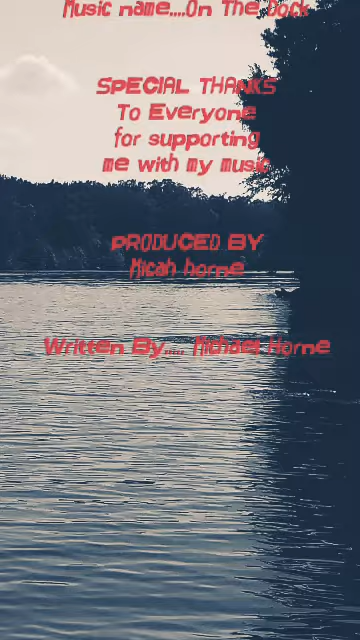 Music name....On The Dock
SPECIAL THANKS
To Everyone
for supporting
me with my music
PRODUCED BY
Micah horne
Written By..... Michael Horne